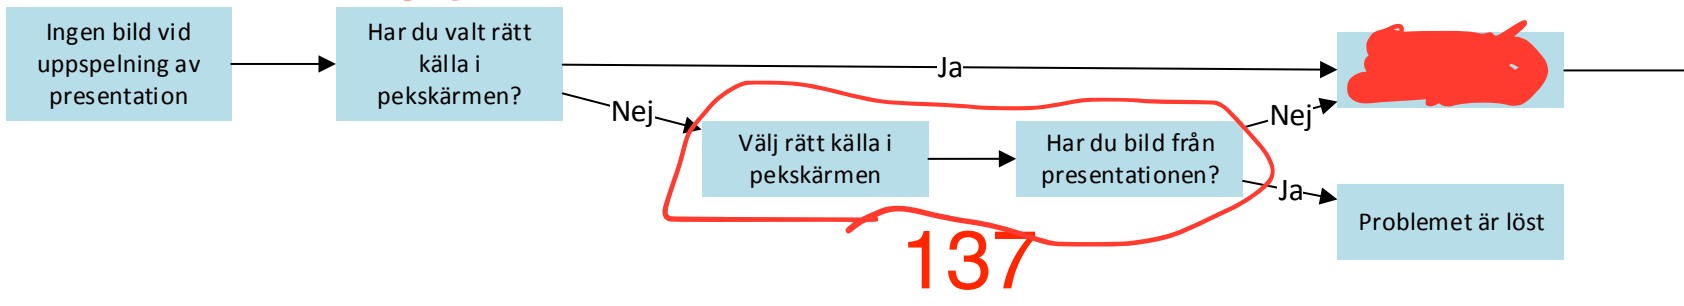 Ingen bild vid
uppspelning av
presentation
Har du valt rätt
källa i
pekskärmen?
Ja
Nej
Välj rätt källa i
pekskärmen
Har du bild från
presentationen?
Nej
Ja
Problemet är löst
137